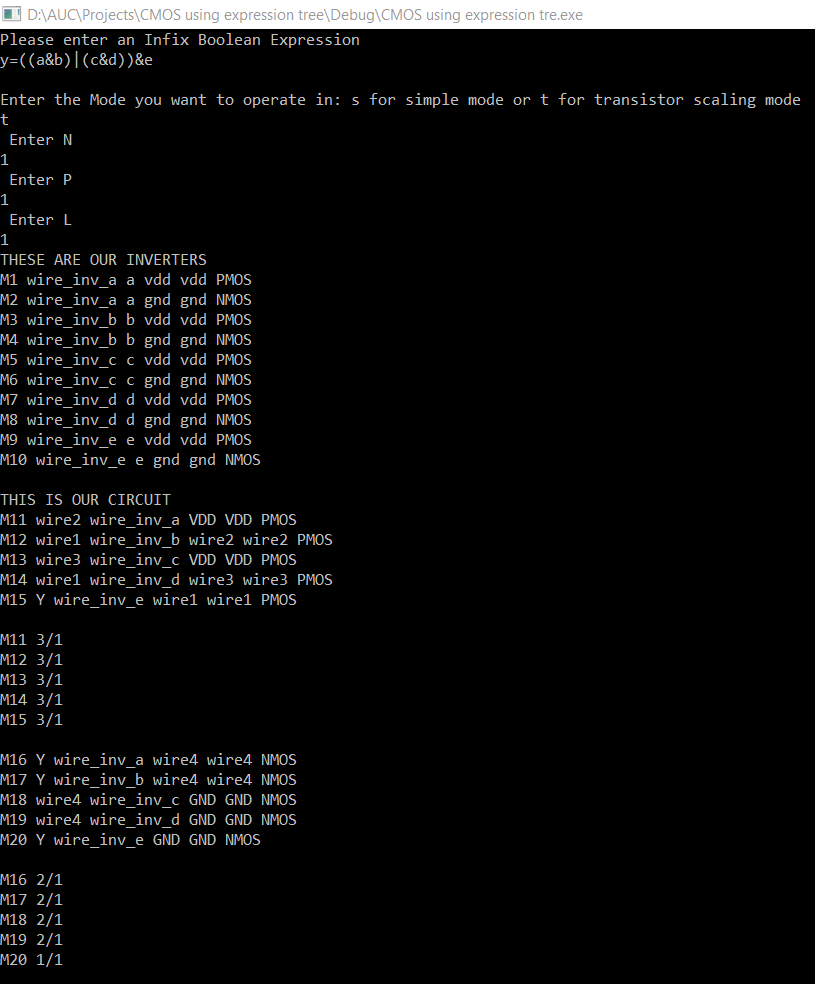 D:\AUC\Projects\CMOS using expression tree\Debug\CMOS using expression tre.exe
Please enter an Infix Boolean Expression
y=((a&b)|(c&d))&e
Enter the Mode you want to operate in: s for simple mode or t for transistor scaling mode
t
Enter N
1
Enter P
1
Enter L
1
THESE ARE OUR INVERTERS
M1 wire_inv_a a vdd vdd PMOS
M2 wire_inv_a a gnd gnd NMOS
M3 wire_inv_b b vdd vdd PMOS
M4 wire_inv_b b gnd gnd NMOS
M5 wire_inv_c c vdd vdd PMOS
M6 wire_inv_c c gnd gnd NMOS
M7 wire_inv_d d vdd vdd PMOS
M8 wire_inv_d d gnd gnd NMOS
M9 wire_inv_e e vdd vdd PMOS
M10 wire_inv_e e gnd gnd NMOS
THIS IS OUR CIRCUIT
M11 wire2 wire_inv_a VDD VDD PMOS
M12 wire1 wire_inv_b wire2 wire2 PMOS
M13 wire3 wire_inv_c VDD VDD PMOS
M14 wire1 wire_inv_d wire3 wire3 PMOS
M15 Y wire_inv_e wire1 wire1 PMOS
M11 3/1
M12 3/1
M13 3/1
M14 3/1
M15 3/1
M16 Y wire_inv_a wire4 wire4 NMOS
M17 Y wire_inv_b wire4 wire4 NMOS
M18 wire4 wire_inv_c GND GND NMOS
M19 wire4 wire_inv_d GND GND NMOS
M20 Y wire_inv_e GND GND NMOS
M16 2/1
M17 2/1
M18 2/1
M19 2/1
M20 1/1